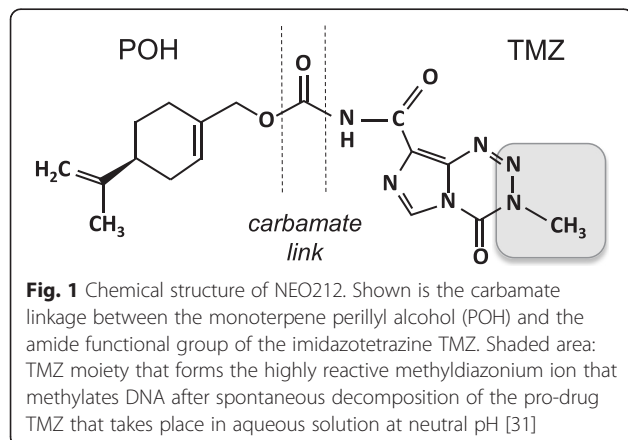 POH
TMZ
O
O
O
N
H
C
N
N
N
N
N
CH₃
O
H₂C
CH₃
carbamate
link
Fig. 1 Chemical structure of NEO212. Shown is the carbamate
linkage between the monoterpene perillyl alcohol (POH) and the
amide functional group of the imidazotetrazine TMZ. Shaded area:
TMZ moiety that forms the highly reactive methyldiazonium ion that
methylates DNA after spontaneous decomposition of the pro-drug
TMZ that takes place in aqueous solution at neutral pH [31]